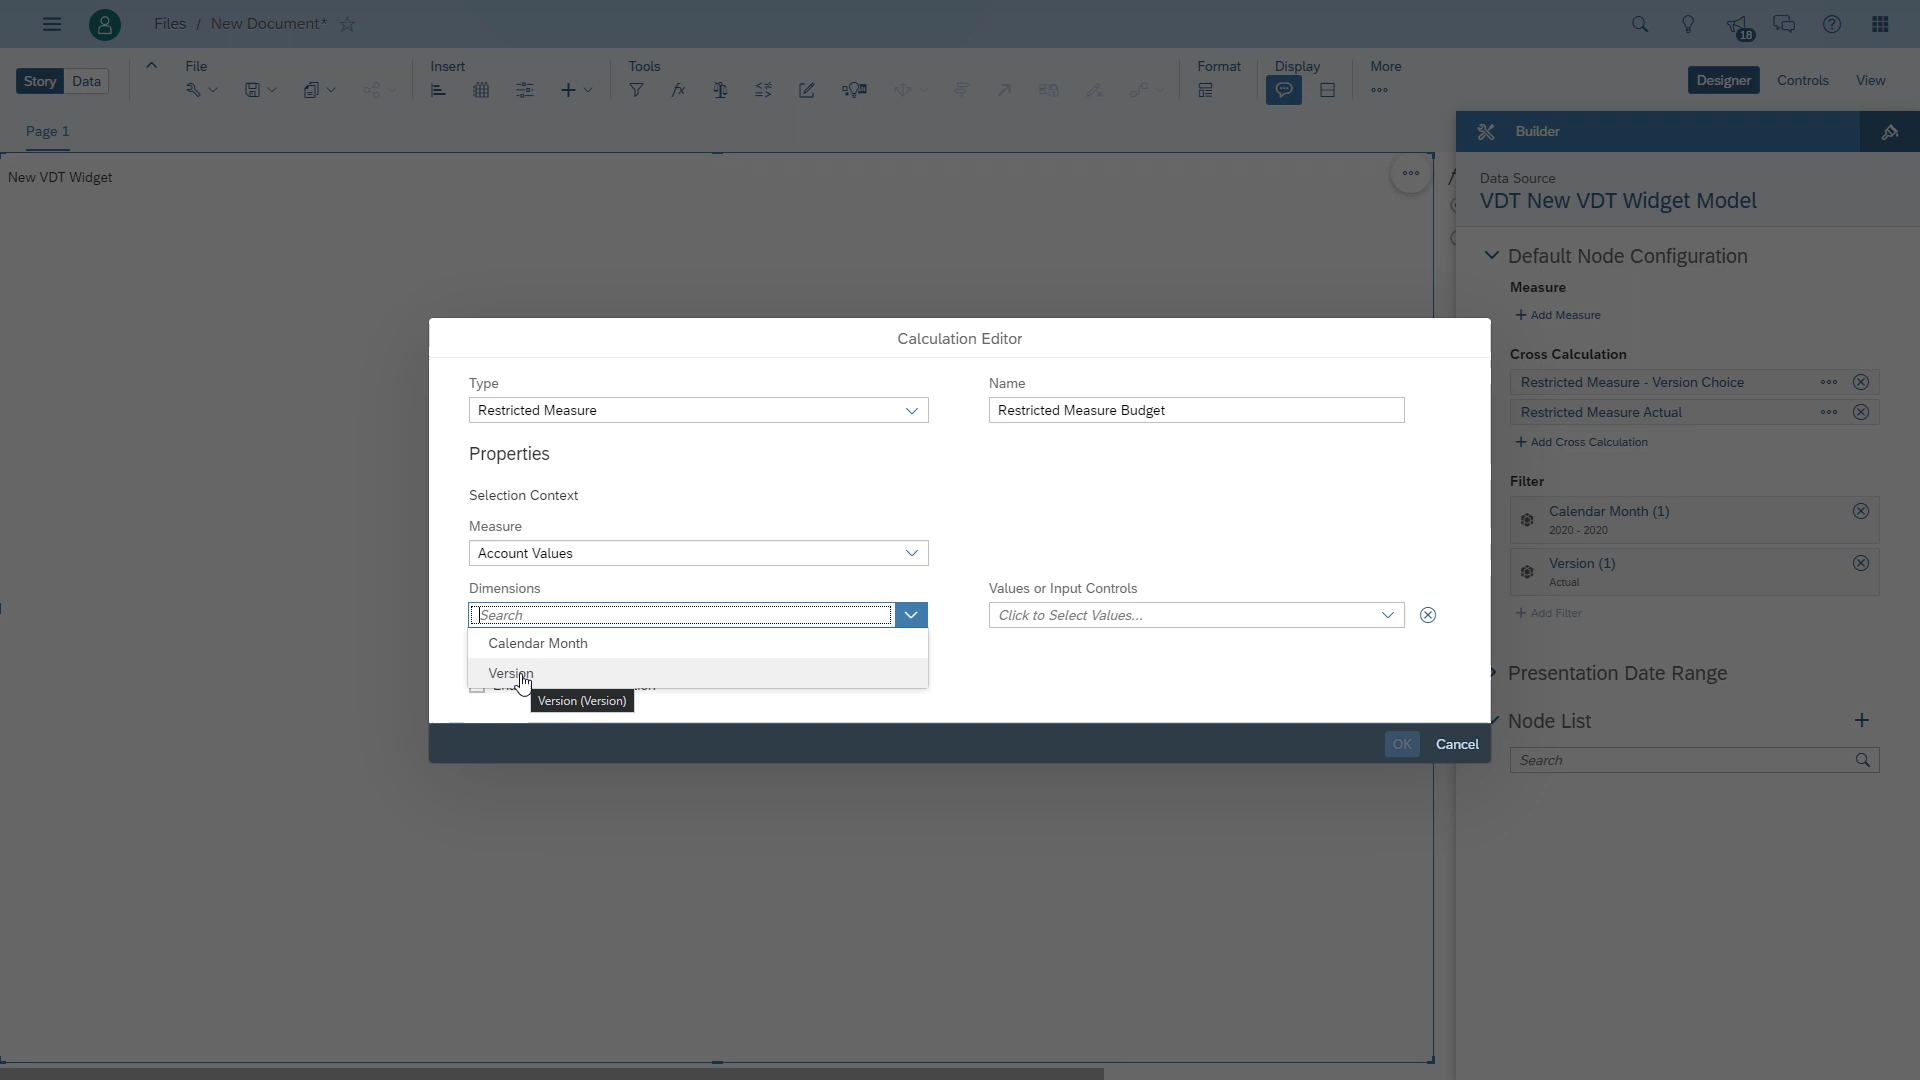 Files / New Document*
18
Story
Data
File
Insert
Tools
Format
Display
More
Designer
Controls
View
Page 1
Builder
New VDT Widget
Data Source
VDT New VDT Widget Model
Default Node Configuration
Measure
+ Add Measure
Cross Calculation
Restricted Measure - Version Choice
Restricted Measure Actual
+ Add Cross Calculation
Filter
Calendar Month (1)
2020 - 2020
Version (1)
Actual
+ Add Filter
Presentation Date Range
Node List
Search
Calculation Editor
Type
Restricted Measure
Name
Restricted Measure Budget
Properties
Selection Context
Measure
Account Values
Dimensions
Search
Values or Input Controls
Click to Select Values...
Calendar Month
Version
Version (Version)
OK
Cancel